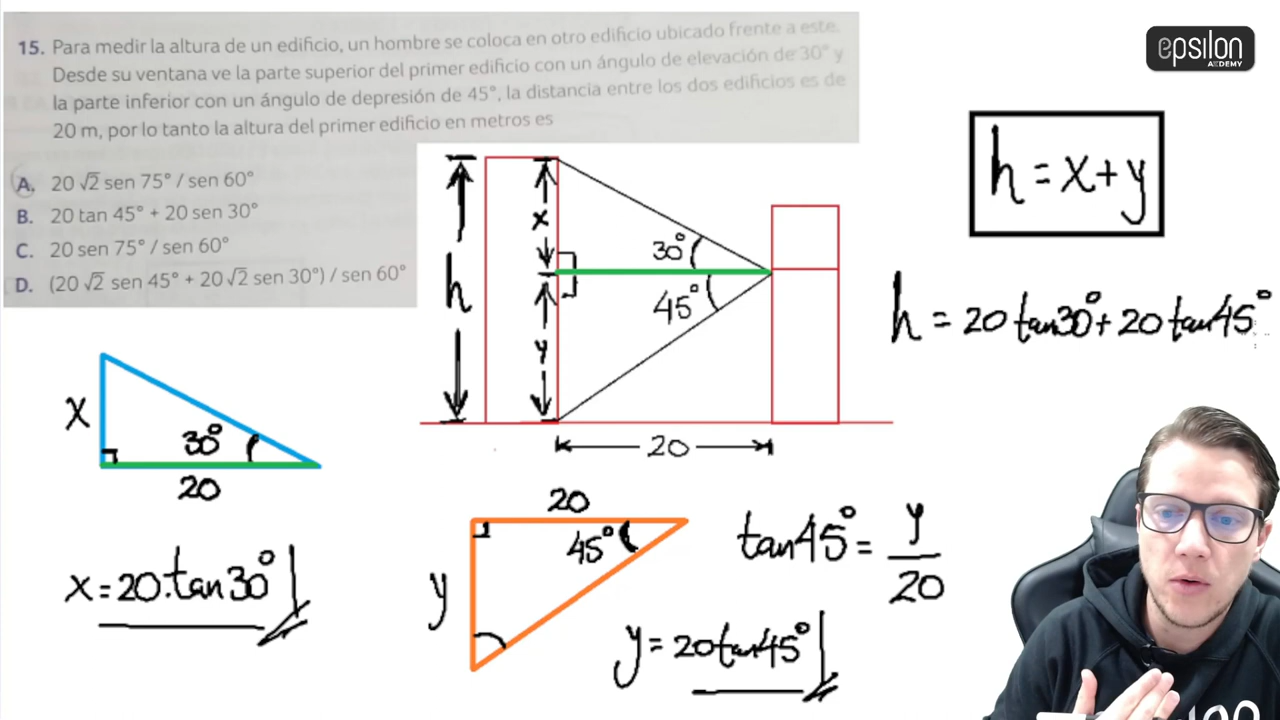 15. Para medir la altura de un edificio, un hombre se coloca en otro edificio ubicado frente a este.
Desde su ventana ve la parte superior del primer edificio con un ángulo de elevación de 30° y
la parte inferior con un ángulo de depresión de 45°, la distancia entre los dos edificios es de
20 m, por lo tanto la altura del primer edificio en metros es
A. 20 √2 sen 75° / sen 60°
B. 20 tan 45° + 20 sen 30°
C. 20 sen 75° / sen 60°
D. (20 √2 sen 45° + 20 √2 sen 30°) / sen 60°
epsilon
ACADEMY
h = x+y
h = 20 tan30° + 20 tan45°
h
x
y
30°
45°
20
x
30°
20
x = 20.tan30°
20
45°
y
tan45° = y/20
y = 20tan45°